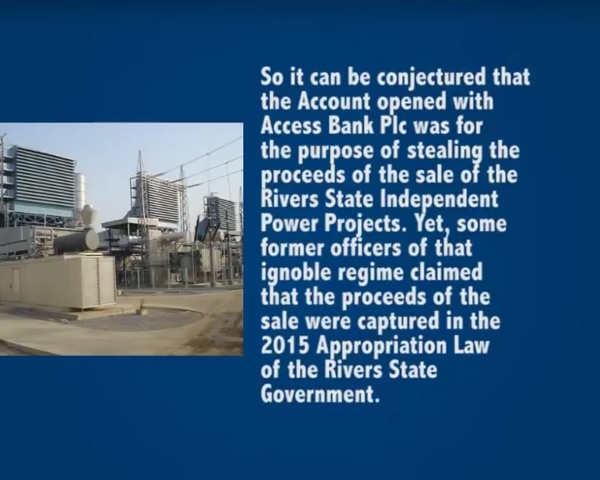 So it can be conjectured that
the Account opened with
Access Bank Plc was for
the purpose of stealing the
proceeds of the sale of the
Rivers State Independent
Power Projects. Yet, some
former officers of that
ignoble regime claimed
that the proceeds of the
sale were captured in the
2015 Appropriation Law
of the Rivers State
Government.